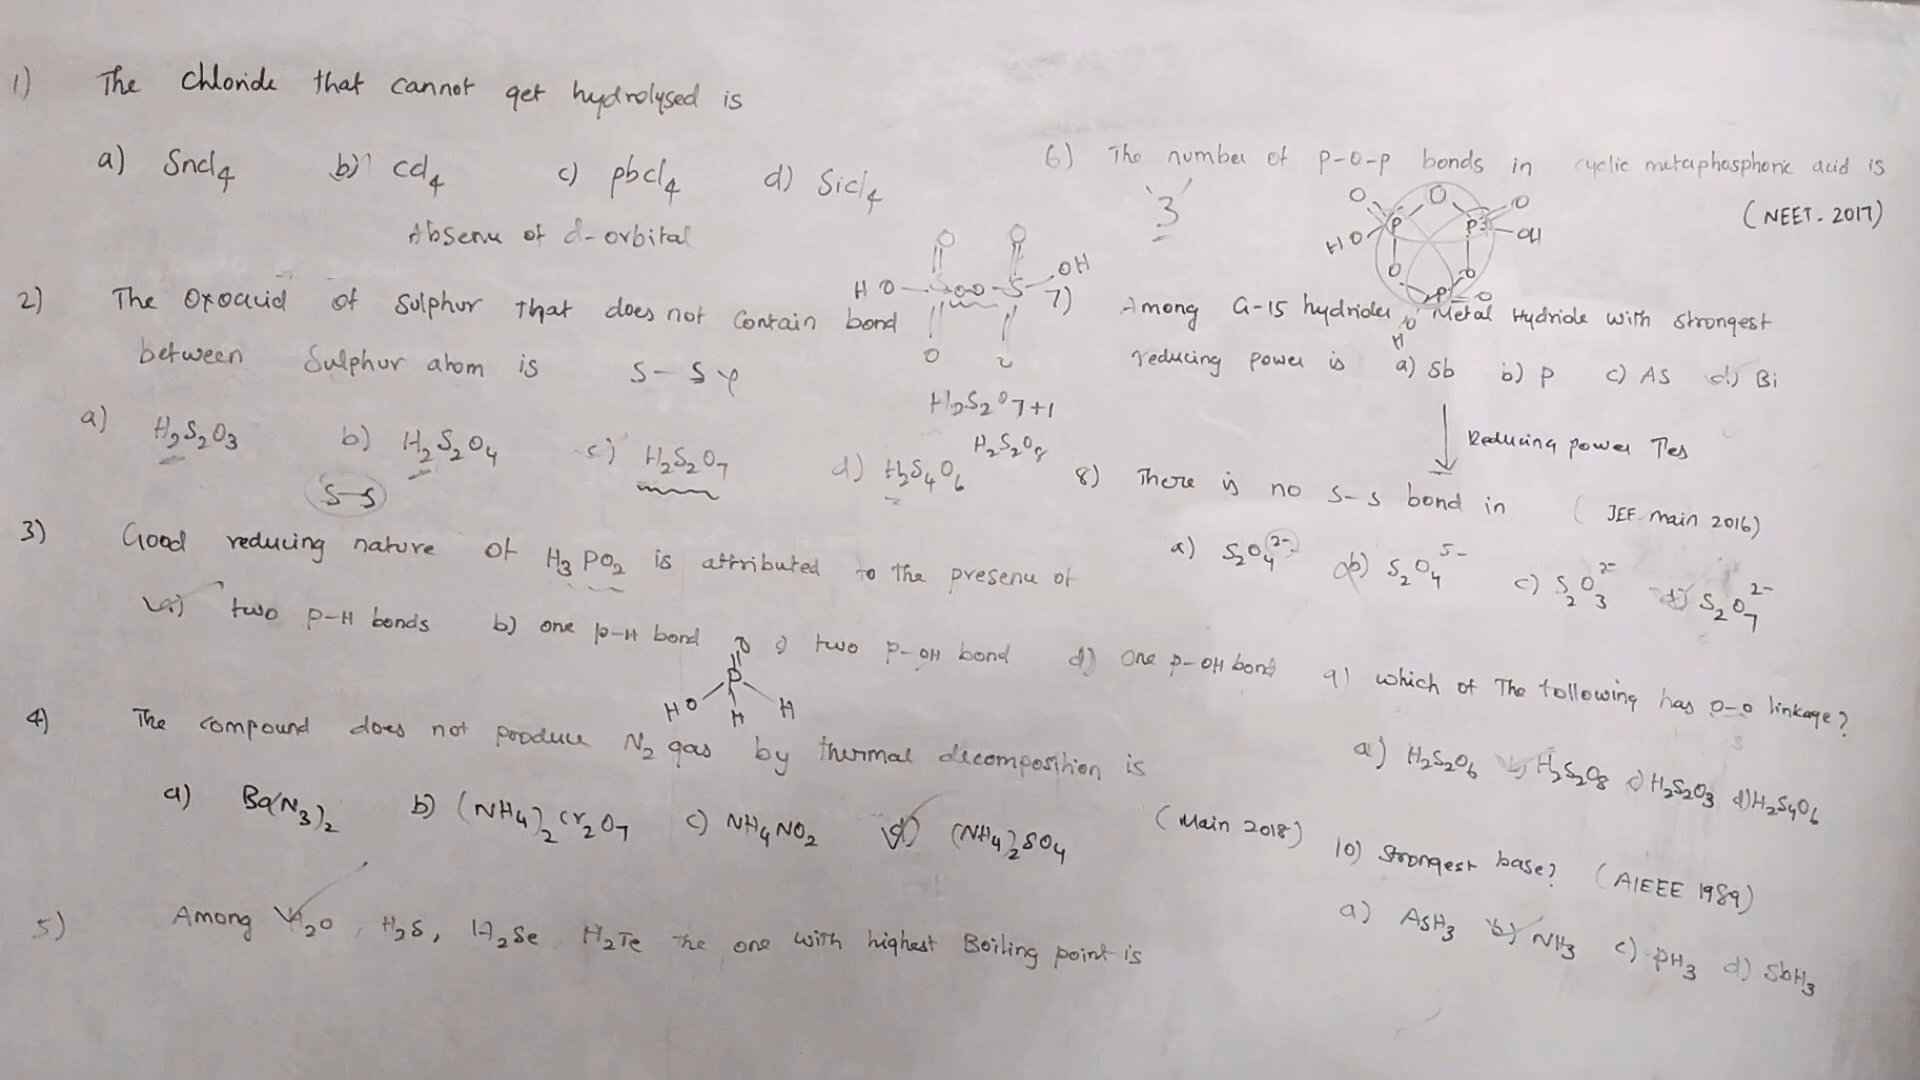 1) The chloride that cannot get hydrolysed is
a) Sncl4 b) ccl4 c) pbcl4 d) Sicl4
Absence of d-orbital
2) The Oxoacid of Sulphur that does not contain bond
between Sulphur atom is S-S
a) H2S2O3 b) H2S2O4 c) H2S2O7 d) H2S4O6
S-S
HO-S-O-O-S-OH
O O
O
H2S2O7+1
H2S2O8
3) Good reducing nature of H3PO2 is attributed to the presence of
a) two P-H bonds b) one p-H bond c) two P-OH bond d) One p-OH bond
O
P
HO H H
4) The compound does not produce N2 gas by thermal decomposition is
a) Ba(N3)2 b) (NH4)2Cr2O7 c) NH4NO2 d) (NH4)2SO4 (Main 2018)
5) Among H2O, H2S, H2Se H2Te the one with highest Boiling point is
6) The number of P-O-P bonds in cyclic metaphosphoric acid is
'3' (NEET-2017)
O O O
HO P P OH
O O
P=O
O
H
7) Among G-15 hydrides, Metal Hydride with strongest
reducing power is a) Sb b) P c) AS d) Bi
Reducing power ↑es
8) There is no S-S bond in (JEE main 2016)
a) S2O4 2- b) S2O4 5- c) S2O3 2- d) S2O7 2-
9) which of The following has O-O linkage?
a) H2S2O6 b) H2S2O8 c) H2S2O3 d) H2S4O6
10) Strongest base? (AIEEE 1989)
a) AsH3 b) NH3 c) PH3 d) SbH3